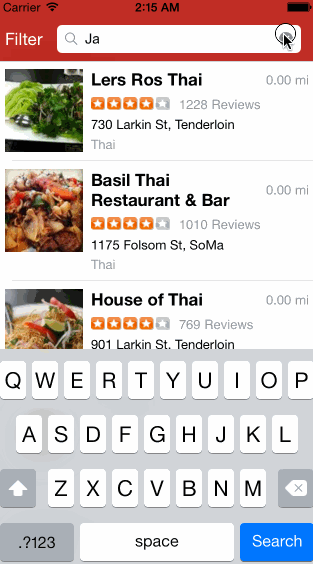 Carrier 2:15 AM
Filter Ja
Lers Ros Thai 0.00 mi
1228 Reviews
730 Larkin St, Tenderloin
Thai
Basil Thai 0.00 mi
Restaurant & Bar
1010 Reviews
1175 Folsom St, SoMa
Thai
House of Thai 0.00 mi
769 Reviews
901 Larkin St, Tenderloin
Q W E R T Y U I O P
A S D F G H J K L
Z X C V B N M
.?123 space Search